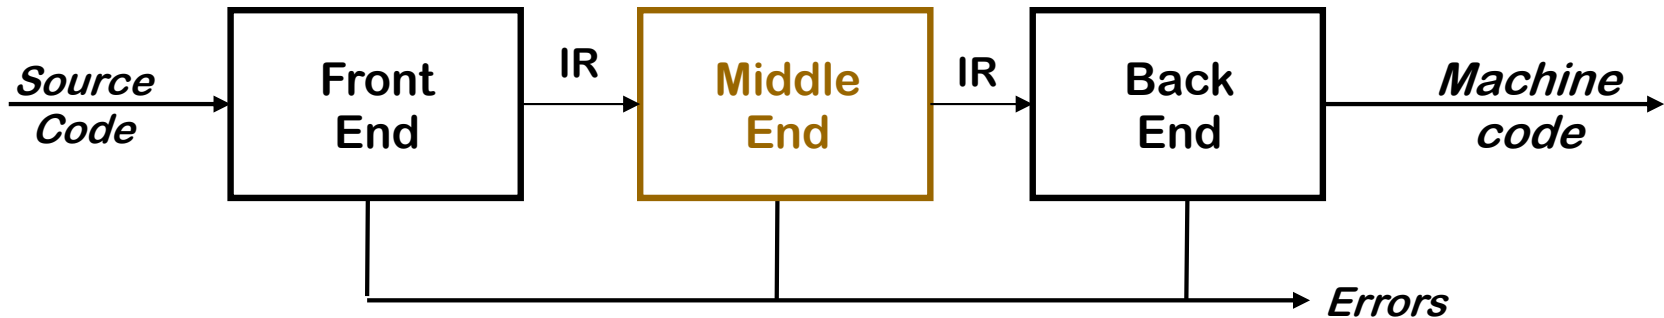 Source
Code
Front
End
IR
Middle
End
IR
Back
End
Machine
code
Errors